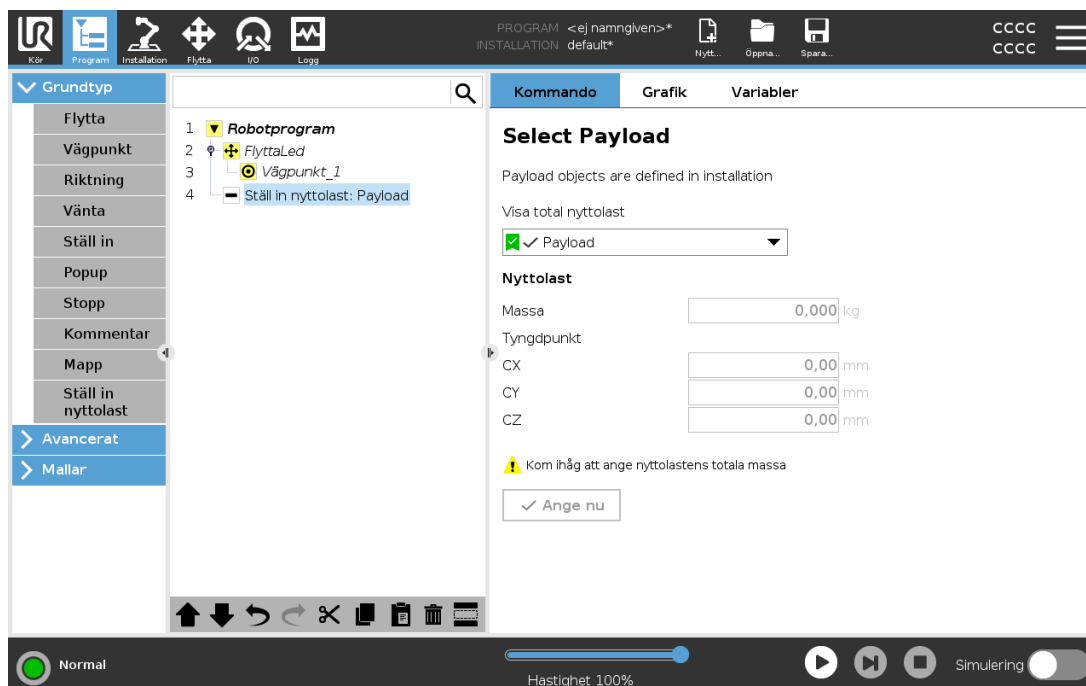 PROGRAM <ej namngiven>*
INSTALLATION default*
CCCC
CCCC
Kör
Program
Installation
Flytta
I/O
Logg
Nytt...
Öppna...
Spara...
Grundtyp
Flytta
Vägpunkt
Riktning
Vänta
Ställ in
Popup
Stopp
Kommentar
Mapp
Ställ in
nyttolast
Avancerat
Mallar
1 Robotprogram
2 FlyttaLed
3 Vägpunkt_1
4 Ställ in nyttolast: Payload
Kommando Grafik Variabler
Select Payload
Payload objects are defined in installation
Visa total nyttolast
Payload
Nyttolast
Massa 0,000 kg
Tyngdpunkt
CX 0,00 mm
CY 0,00 mm
CZ 0,00 mm
Kom ihåg att ange nyttolastens totala massa
Ange nu
Normal
Hastighet 100%
Simulering